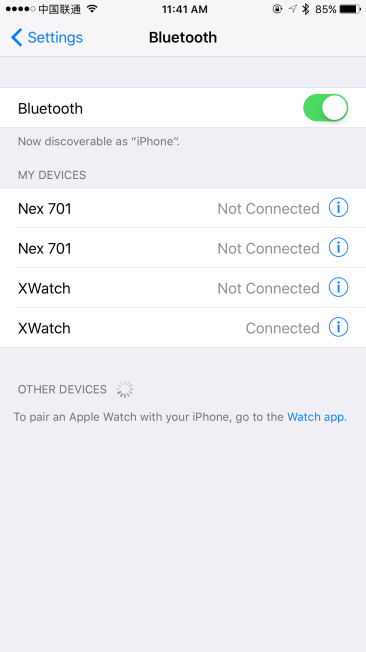 中国联通 11:41 AM 85%
Settings Bluetooth
Bluetooth
Now discoverable as “iPhone”.
MY DEVICES
Nex 701 Not Connected
Nex 701 Not Connected
XWatch Not Connected
XWatch Connected
OTHER DEVICES
To pair an Apple Watch with your iPhone, go to the Watch app.